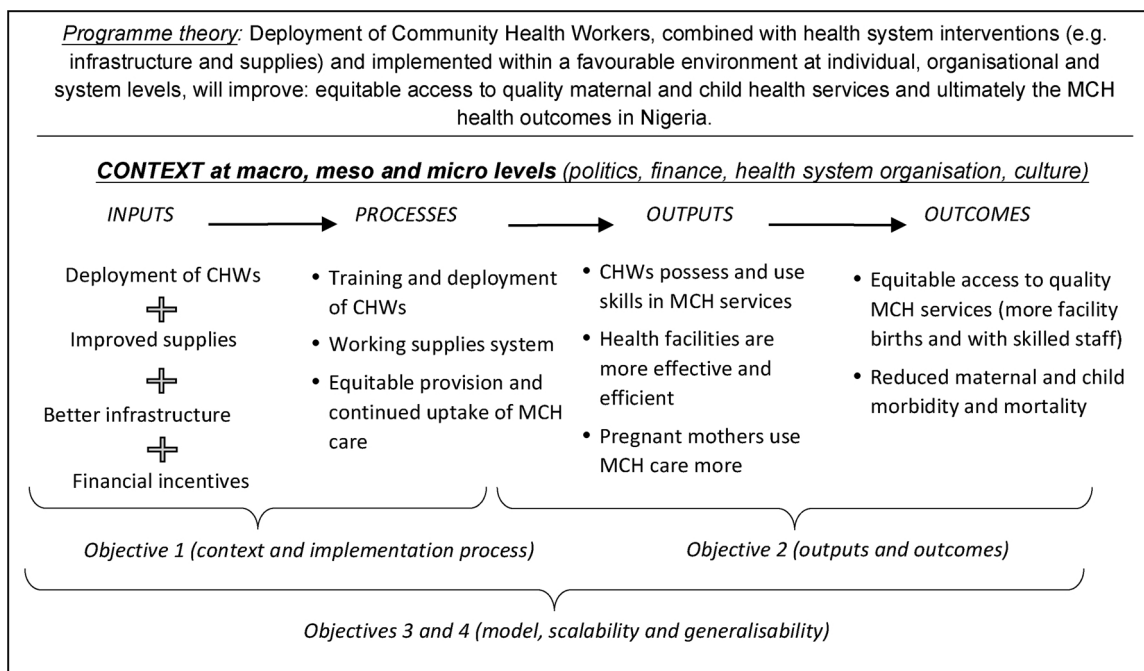 Programme theory: Deployment of Community Health Workers, combined with health system interventions (e.g.
infrastructure and supplies) and implemented within a favourable environment at individual, organisational and
system levels, will improve: equitable access to quality maternal and child health services and ultimately the MCH
health outcomes in Nigeria.
CONTEXT at macro, meso and micro levels (politics, finance, health system organisation, culture)
INPUTS
Deployment of CHWs
Improved supplies
Better infrastructure
Financial incentives
PROCESSES
• Training and deployment
of CHWs
• Working supplies system
• Equitable provision and
continued uptake of MCH
care
OUTPUTS
• CHWs possess and use
skills in MCH services
• Health facilities are
more effective and
efficient
• Pregnant mothers use
MCH care more
OUTCOMES
• Equitable access to quality
MCH services (more facility
births and with skilled staff)
• Reduced maternal and child
morbidity and mortality
Objective 1 (context and implementation process)
Objective 2 (outputs and outcomes)
Objectives 3 and 4 (model, scalability and generalisability)